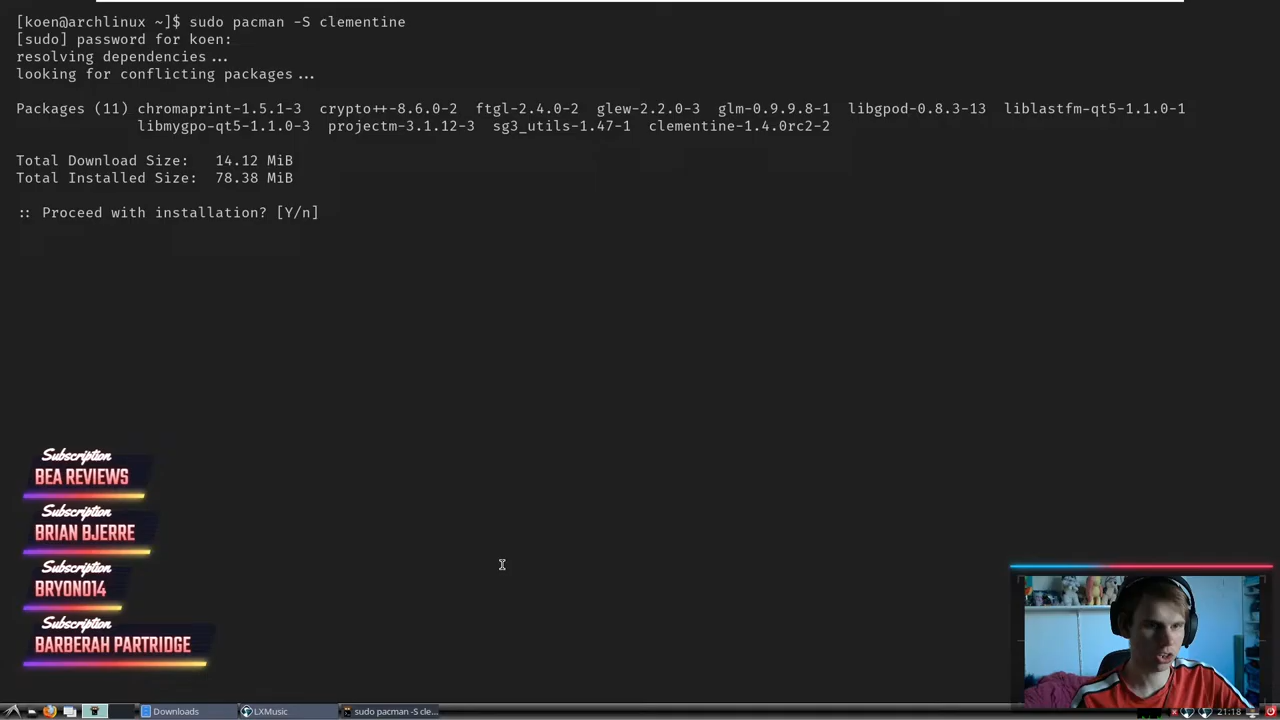 [koen@archlinux ~]$ sudo pacman -S clementine
[sudo] password for koen:
resolving dependencies...
looking for conflicting packages...
Packages (11) chromaprint-1.5.1-3  crypto++-8.6.0-2  ftgl-2.4.0-2  glew-2.2.0-3  glm-0.9.9.8-1  libgpod-0.8.3-13  liblastfm-qt5-1.1.0-1
libmygpo-qt5-1.1.0-3  projectm-3.1.12-3  sg3_utils-1.47-1  clementine-1.4.0rc2-2
Total Download Size:   14.12 MiB
Total Installed Size:  78.38 MiB
:: Proceed with installation? [Y/n]
Subscription
BEA REVIEWS
Subscription
BRIAN BJERRE
Subscription
BRYON014
Subscription
BARBERAH PARTRIDGE
Downloads
LXMusic
sudo pacman -S cle...
21:18